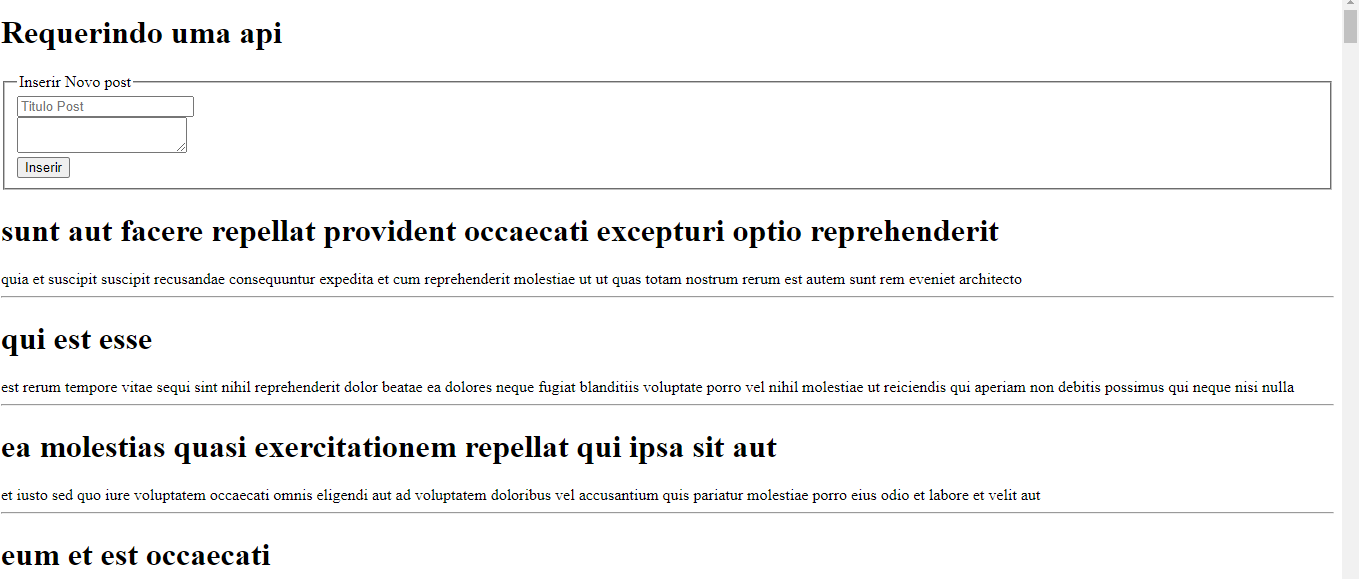 Requerindo uma api
Inserir Novo post
Titulo Post
Inserir
sunt aut facere repellat provident occaecati excepturi optio reprehenderit
quia et suscipit suscipit recusandae consequuntur expedita et cum reprehenderit molestiae ut ut quas totam nostrum rerum est autem sunt rem eveniet architecto
qui est esse
est rerum tempore vitae sequi sint nihil reprehenderit dolor beatae ea dolores neque fugiat blanditiis voluptate porro vel nihil molestiae ut reiciendis qui aperiam non debitis possimus qui neque nisi nulla
ea molestias quasi exercitationem repellat qui ipsa sit aut
et iusto sed quo iure voluptatem occaecati omnis eligendi aut ad voluptatem doloribus vel accusantium quis pariatur molestiae porro eius odio et labore et velit aut
eum et est occaecati